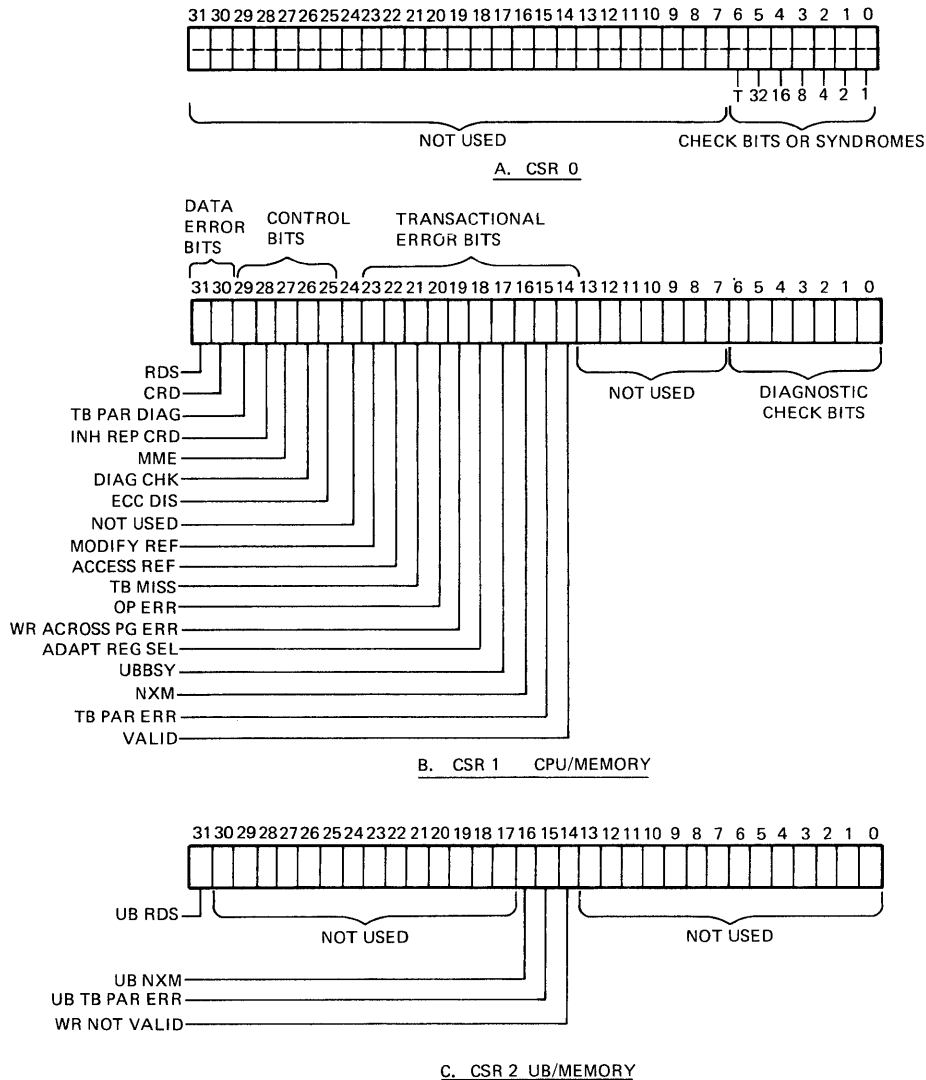 31 30 29 28 27 26 25 24 23 22 21 20 19 18 17 16 15 14 13 12 11 10 9 8 7 6 5 4 3 2 1 0
T 32 16 8 4 2 1
NOT USED
CHECK BITS OR SYNDROMES
A. CSR 0
DATA ERROR BITS
CONTROL BITS
TRANSACTIONAL ERROR BITS
31 30 29 28 27 26 25 24 23 22 21 20 19 18 17 16 15 14 13 12 11 10 9 8 7 6 5 4 3 2 1 0
RDS
CRD
TB PAR DIAG
INH REP CRD
MME
DIAG CHK
ECC DIS
NOT USED
MODIFY REF
ACCESS REF
TB MISS
OP ERR
WR ACROSS PG ERR
ADAPT REG SEL
UBBSY
NXM
TB PAR ERR
VALID
NOT USED
DIAGNOSTIC CHECK BITS
B. CSR 1 CPU/MEMORY
31 30 29 28 27 26 25 24 23 22 21 20 19 18 17 16 15 14 13 12 11 10 9 8 7 6 5 4 3 2 1 0
UB RDS
NOT USED
NOT USED
UB NXM
UB TB PAR ERR
WR NOT VALID
C. CSR 2 UB/MEMORY